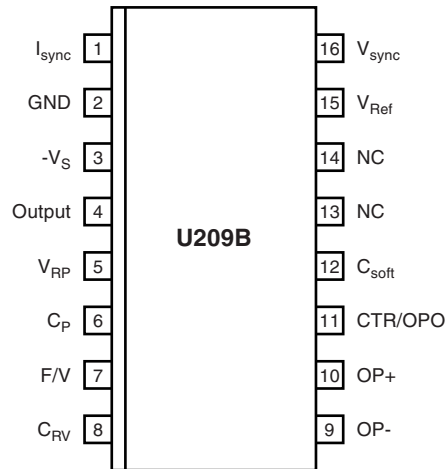 I_sync 1 16 V_sync
GND 2 15 V_Ref
-V_S 3 14 NC
Output 4 13 NC
U209B
V_RP 5 12 C_soft
C_P 6 11 CTR/OPO
F/V 7 10 OP+
C_RV 8 9 OP-